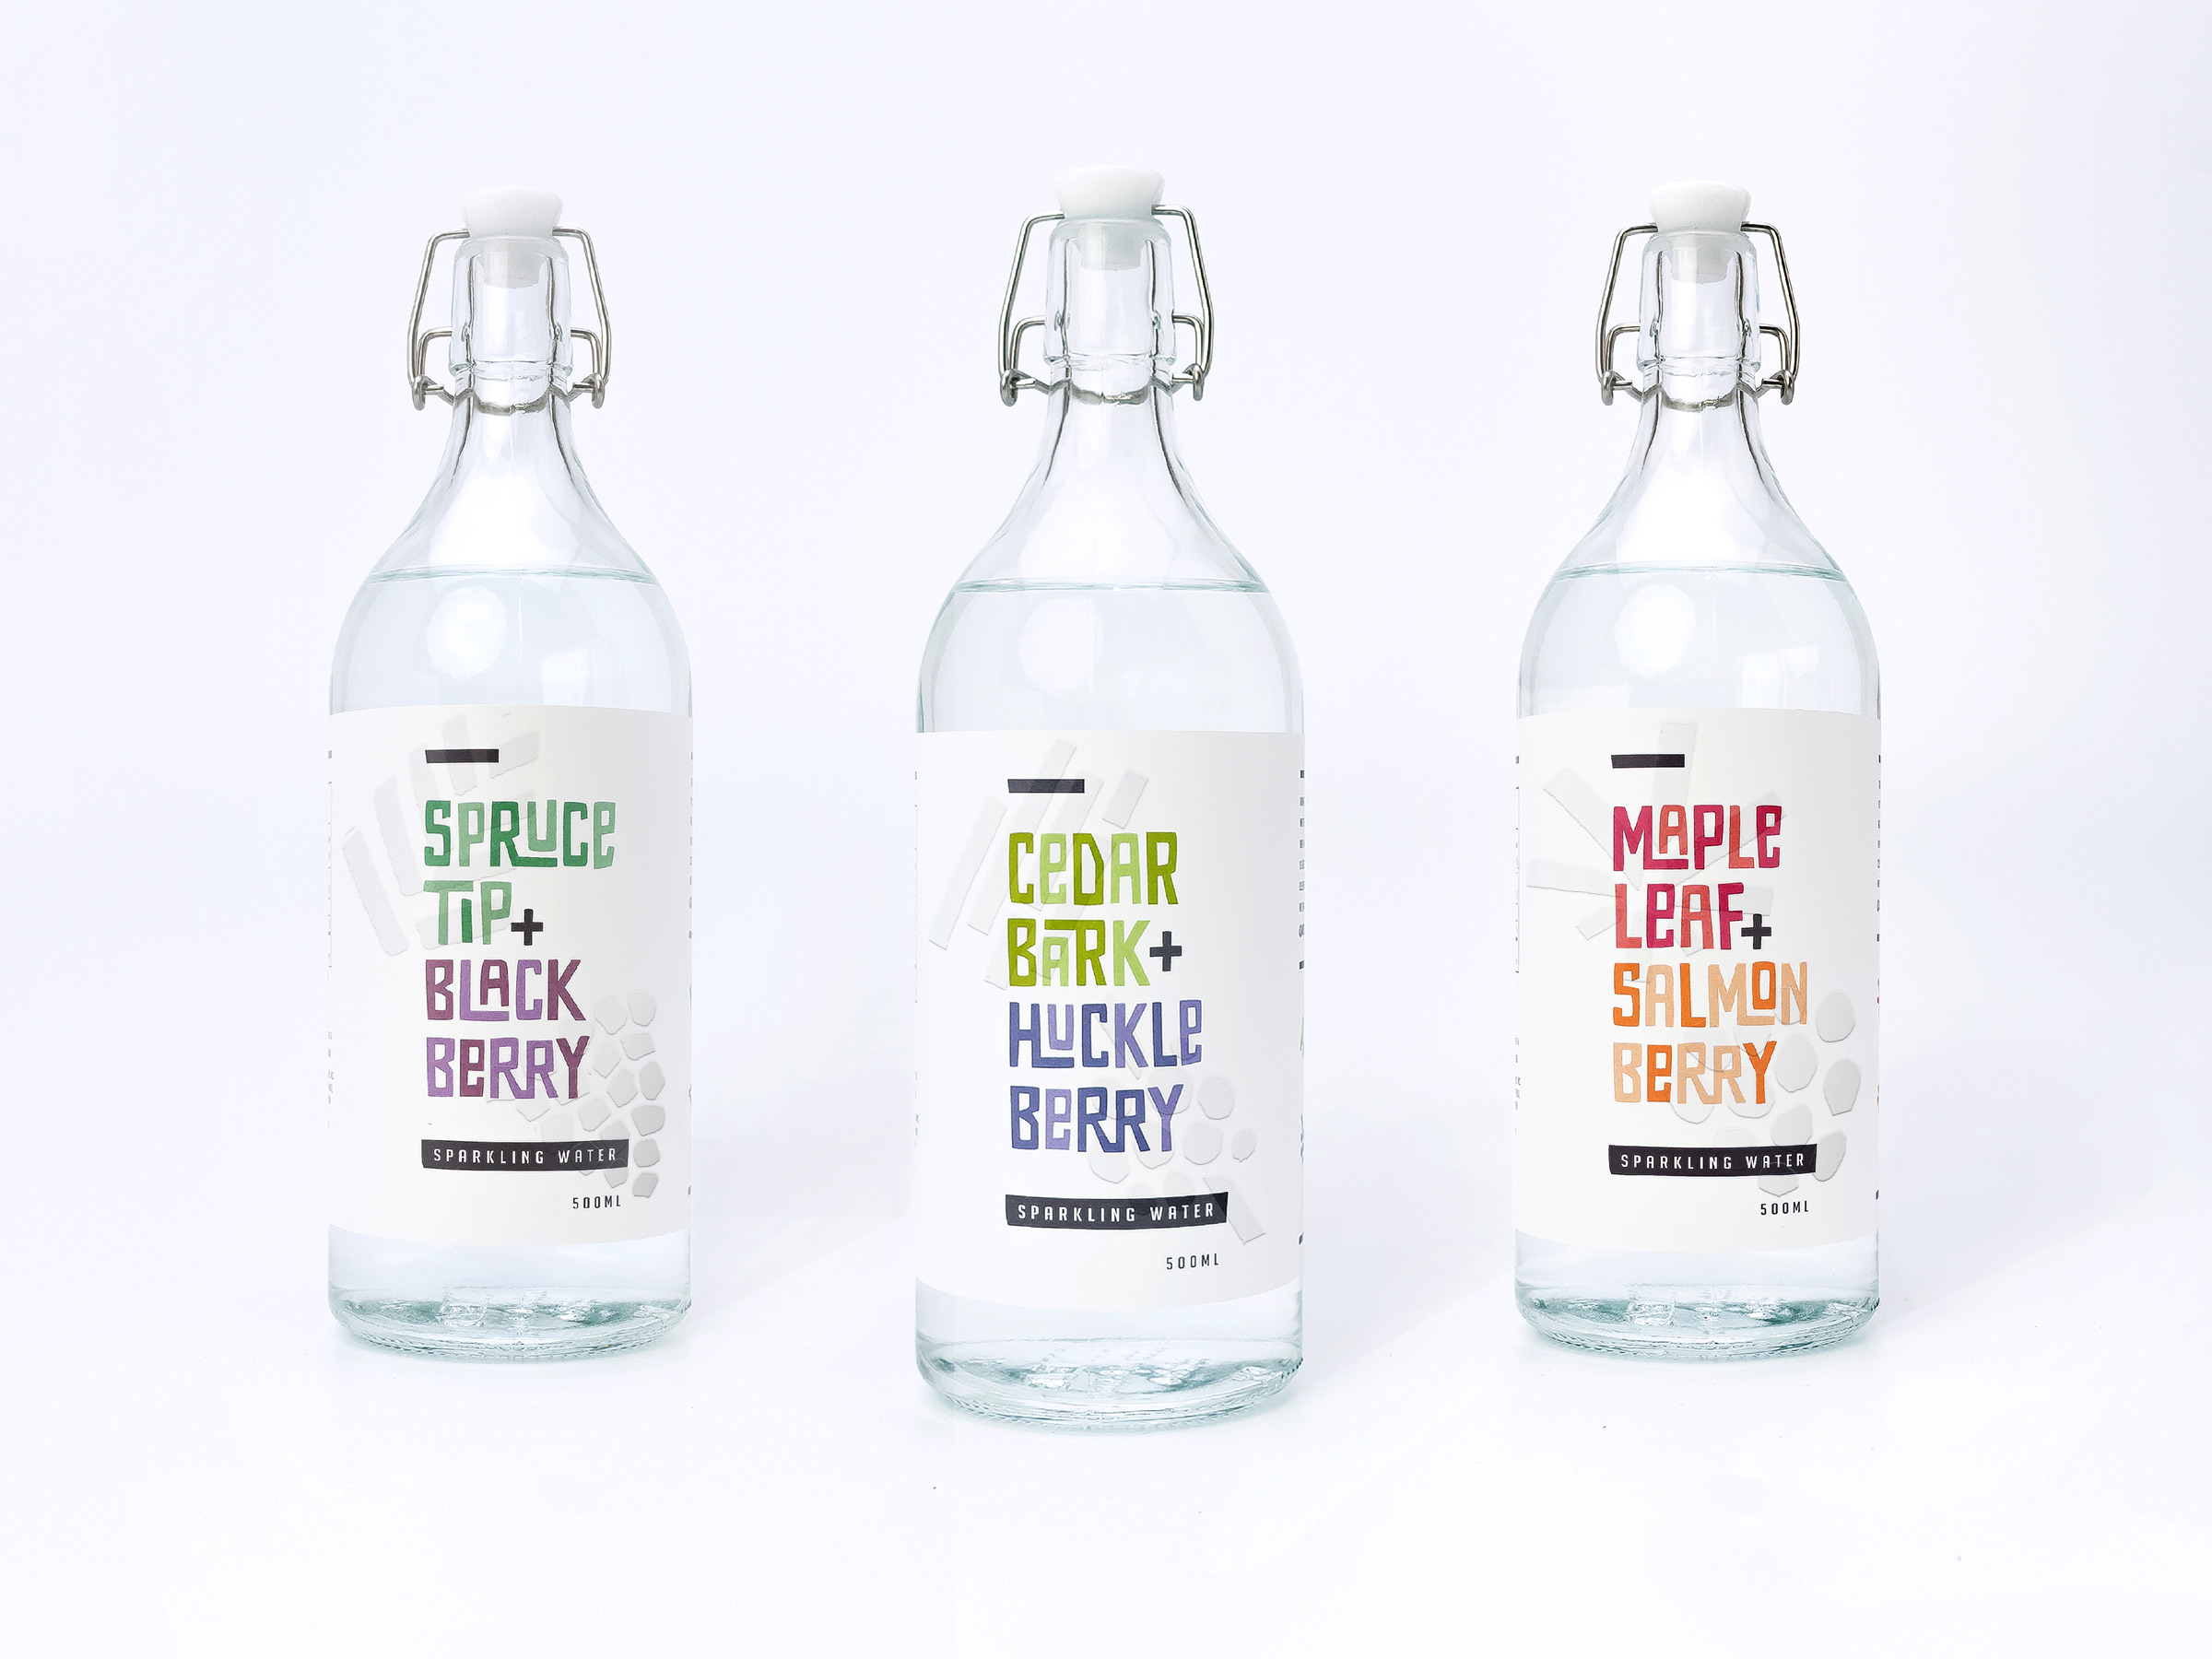 SPRUCE
TIP+
BLACK
BERRY
SPARKLING WATER
500ML
CEDAR
BARK+
HUCKLE
BERRY
SPARKLING WATER
500ML
MAPLE
LEAF+
SALMON
BERRY
SPARKLING WATER
500ML